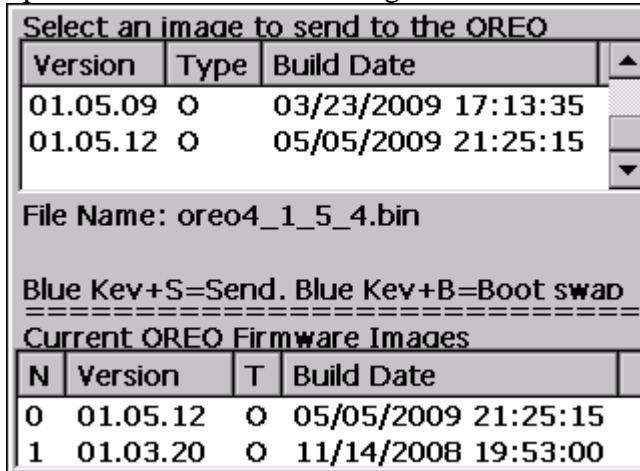 Select an image to send to the OREO
Version Type Build Date
01.05.09 O 03/23/2009 17:13:35
01.05.12 O 05/05/2009 21:25:15
File Name: oreo4_1_5_4.bin
Blue Key+S=Send. Blue Key+B=Boot swap
====================================
Current OREO Firmware Images
N Version T Build Date
0 01.05.12 O 05/05/2009 21:25:15
1 01.03.20 O 11/14/2008 19:53:00